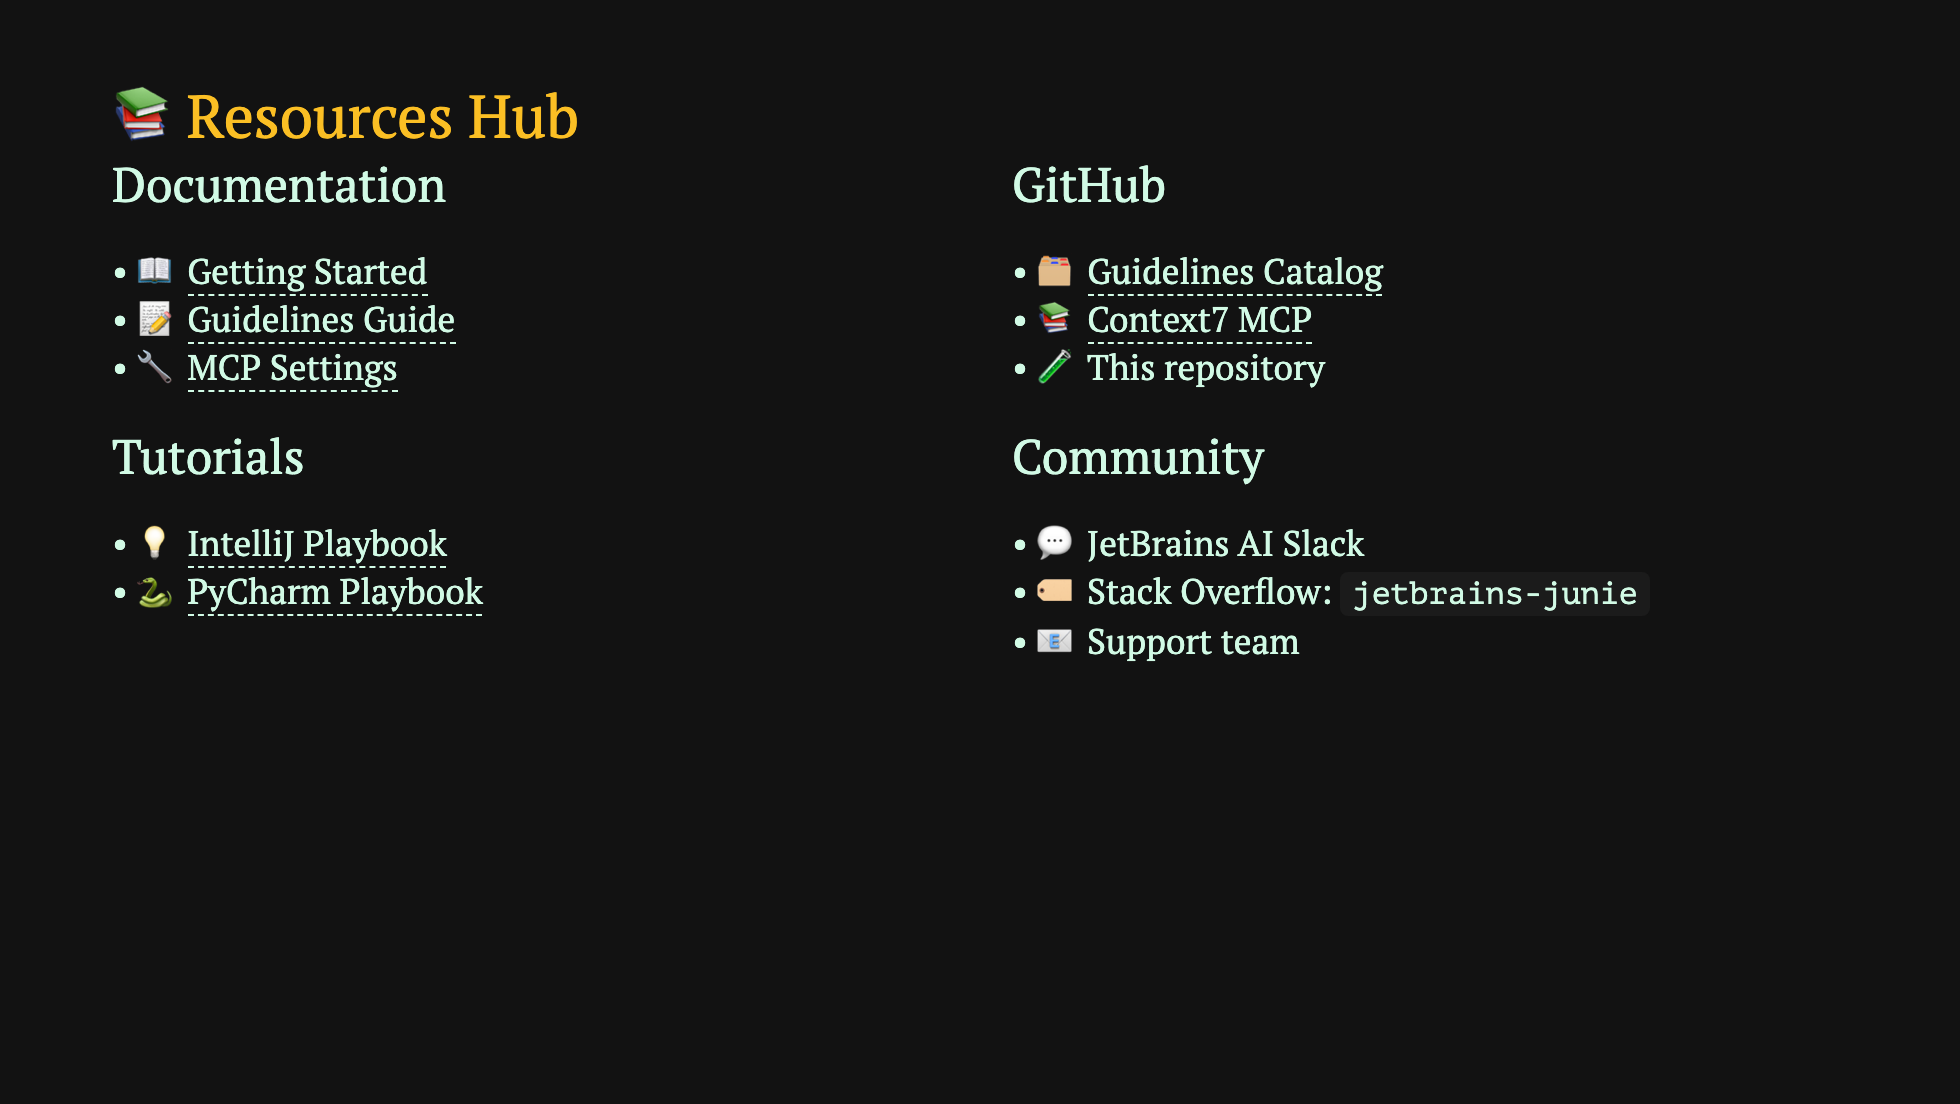 📚 Resources Hub
Documentation
• 📖 Getting Started
• 📝 Guidelines Guide
• 🔧 MCP Settings
Tutorials
• 💡 IntelliJ Playbook
• 🐍 PyCharm Playbook
GitHub
• 🗂️ Guidelines Catalog
• 📚 Context7 MCP
• 🧪 This repository
Community
• 💬 JetBrains AI Slack
• 🏷️ Stack Overflow: jetbrains-junie
• 📧 Support team